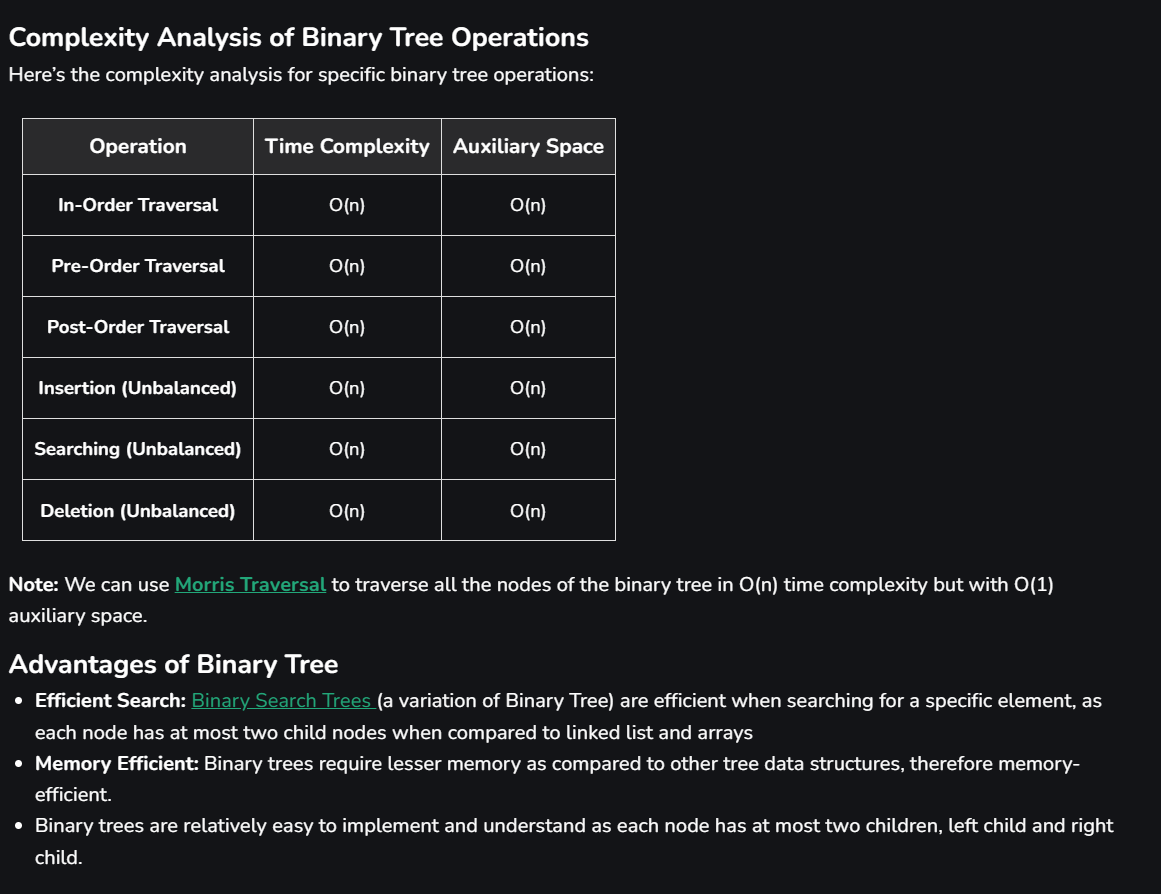 Complexity Analysis of Binary Tree Operations
Here’s the complexity analysis for specific binary tree operations:
Operation Time Complexity Auxiliary Space
In-Order Traversal O(n) O(n)
Pre-Order Traversal O(n) O(n)
Post-Order Traversal O(n) O(n)
Insertion (Unbalanced) O(n) O(n)
Searching (Unbalanced) O(n) O(n)
Deletion (Unbalanced) O(n) O(n)
Note: We can use Morris Traversal to traverse all the nodes of the binary tree in O(n) time complexity but with O(1)
auxiliary space.
Advantages of Binary Tree
• Efficient Search: Binary Search Trees (a variation of Binary Tree) are efficient when searching for a specific element, as
each node has at most two child nodes when compared to linked list and arrays
• Memory Efficient: Binary trees require lesser memory as compared to other tree data structures, therefore memory-
efficient.
• Binary trees are relatively easy to implement and understand as each node has at most two children, left child and right
child.